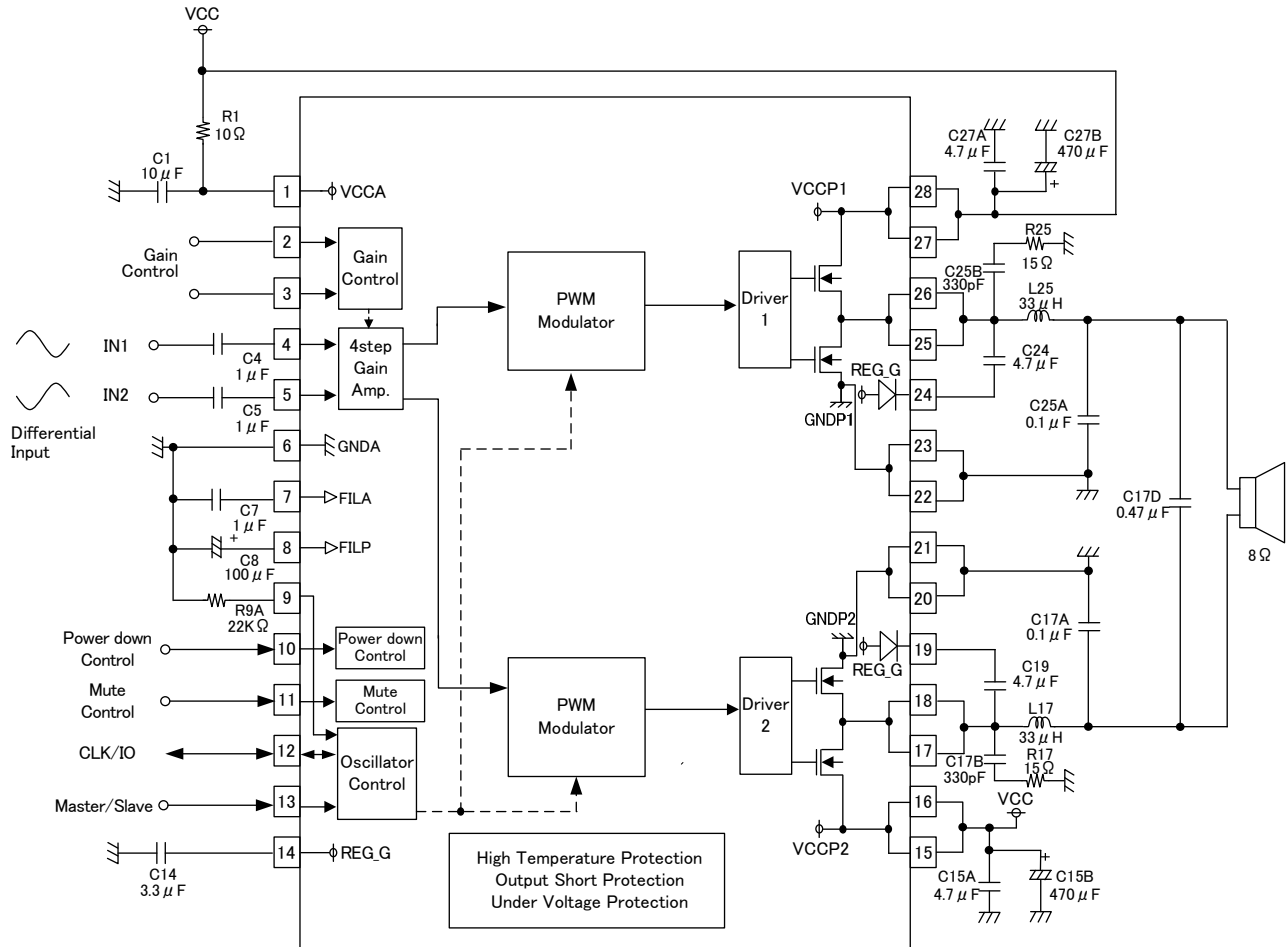 VCC
R1
10Ω
C1
10μF
1
VCCA
2
Gain
Control
3
Gain
Control
IN1
C4
1μF
4
4step
Gain
Amp.
IN2
C5
1μF
5
Differential
Input
6
GNDA
C7
1μF
7
FILA
+
C8
100μF
8
FILP
R9A
22KΩ
9
Power down
Control
10
Power down
Control
Mute
Control
11
Mute
Control
CLK/IO
12
Oscillator
Control
Master/Slave
13
C14
3.3μF
14
REG_G
PWM
Modulator
PWM
Modulator
High Temperature Protection
Output Short Protection
Under Voltage Protection
Driver
1
VCCP1
GNDP1
REG_G
Driver
2
GNDP2
REG_G
VCCP2
28
27
26
25
24
23
22
21
20
19
18
17
16
15
C27A
4.7μF
C27B
470μF
+
R25
15Ω
C25B
330pF
L25
33μH
C24
4.7μF
C25A
0.1μF
C17D
0.47μF
8Ω
C17A
0.1μF
C19
4.7μF
L17
33μH
C17B
330pF
R17
15Ω
VCC
C15A
4.7μF
+
C15B
470μF